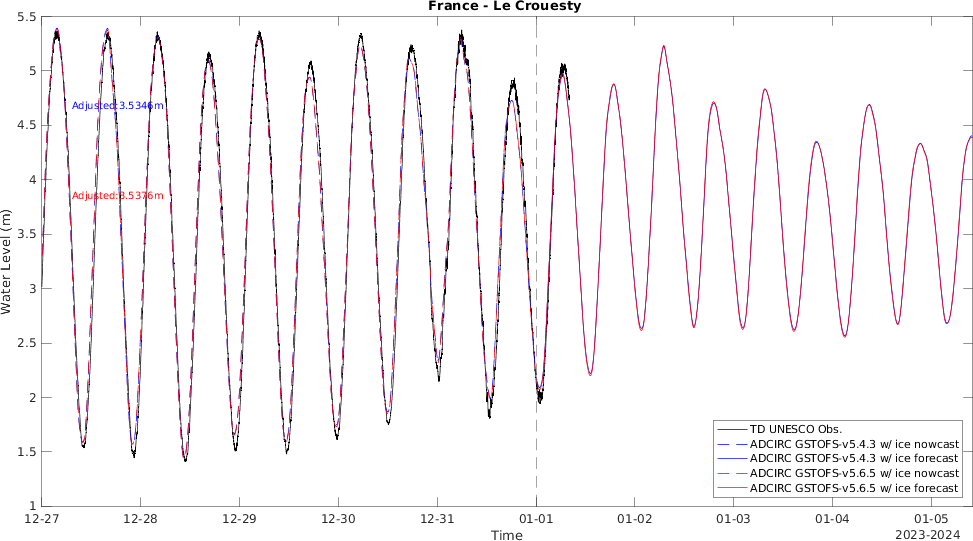 France - Le Crouesty
5.5
5
4.5
4
3.5
3
2.5
2
1.5
1
Water Level (m)
Adjusted:3.5346m
Adjusted:3.5376m
TD UNESCO Obs.
ADCIRC GSTOFS-v5.4.3 w/ ice nowcast
ADCIRC GSTOFS-v5.4.3 w/ ice forecast
ADCIRC GSTOFS-v5.6.5 w/ ice nowcast
ADCIRC GSTOFS-v5.6.5 w/ ice forecast
12-27 12-28 12-29 12-30 12-31 01-01 01-02 01-03 01-04 01-05
Time
2023-2024